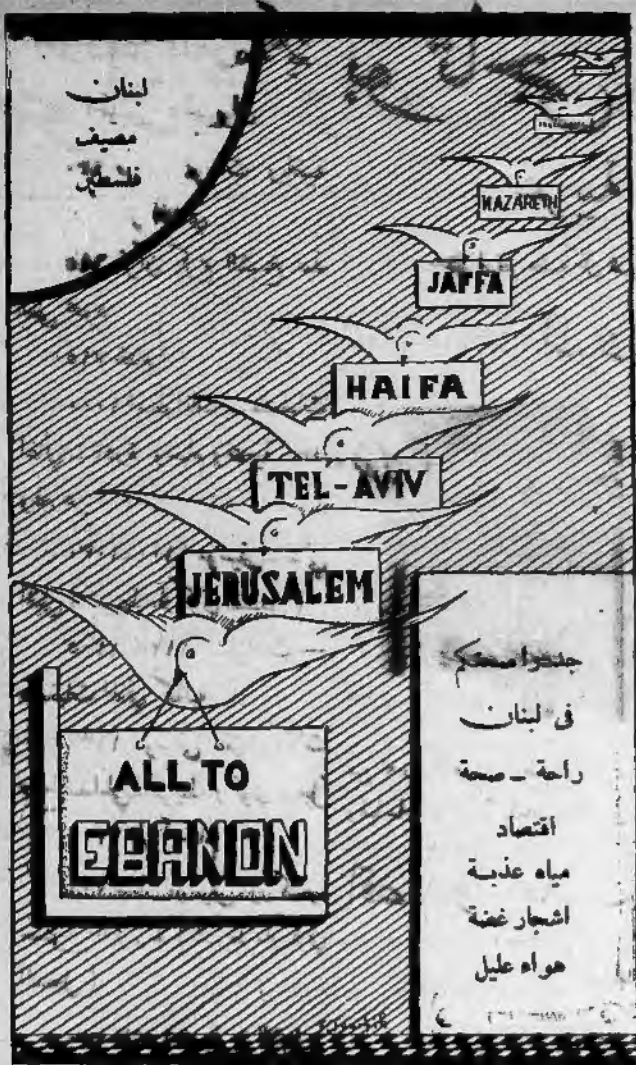 لبنان
مصيف
فلسطين
NAZARETH
JAFFA
HAIFA
TEL-AVIV
JERUSALEM
ALL TO
LEBANON
جددوا صحتكم
فى لبنان
راحة - صحة
اقتصاد
مياه عذبة
اشجار غضة
هواء عليل